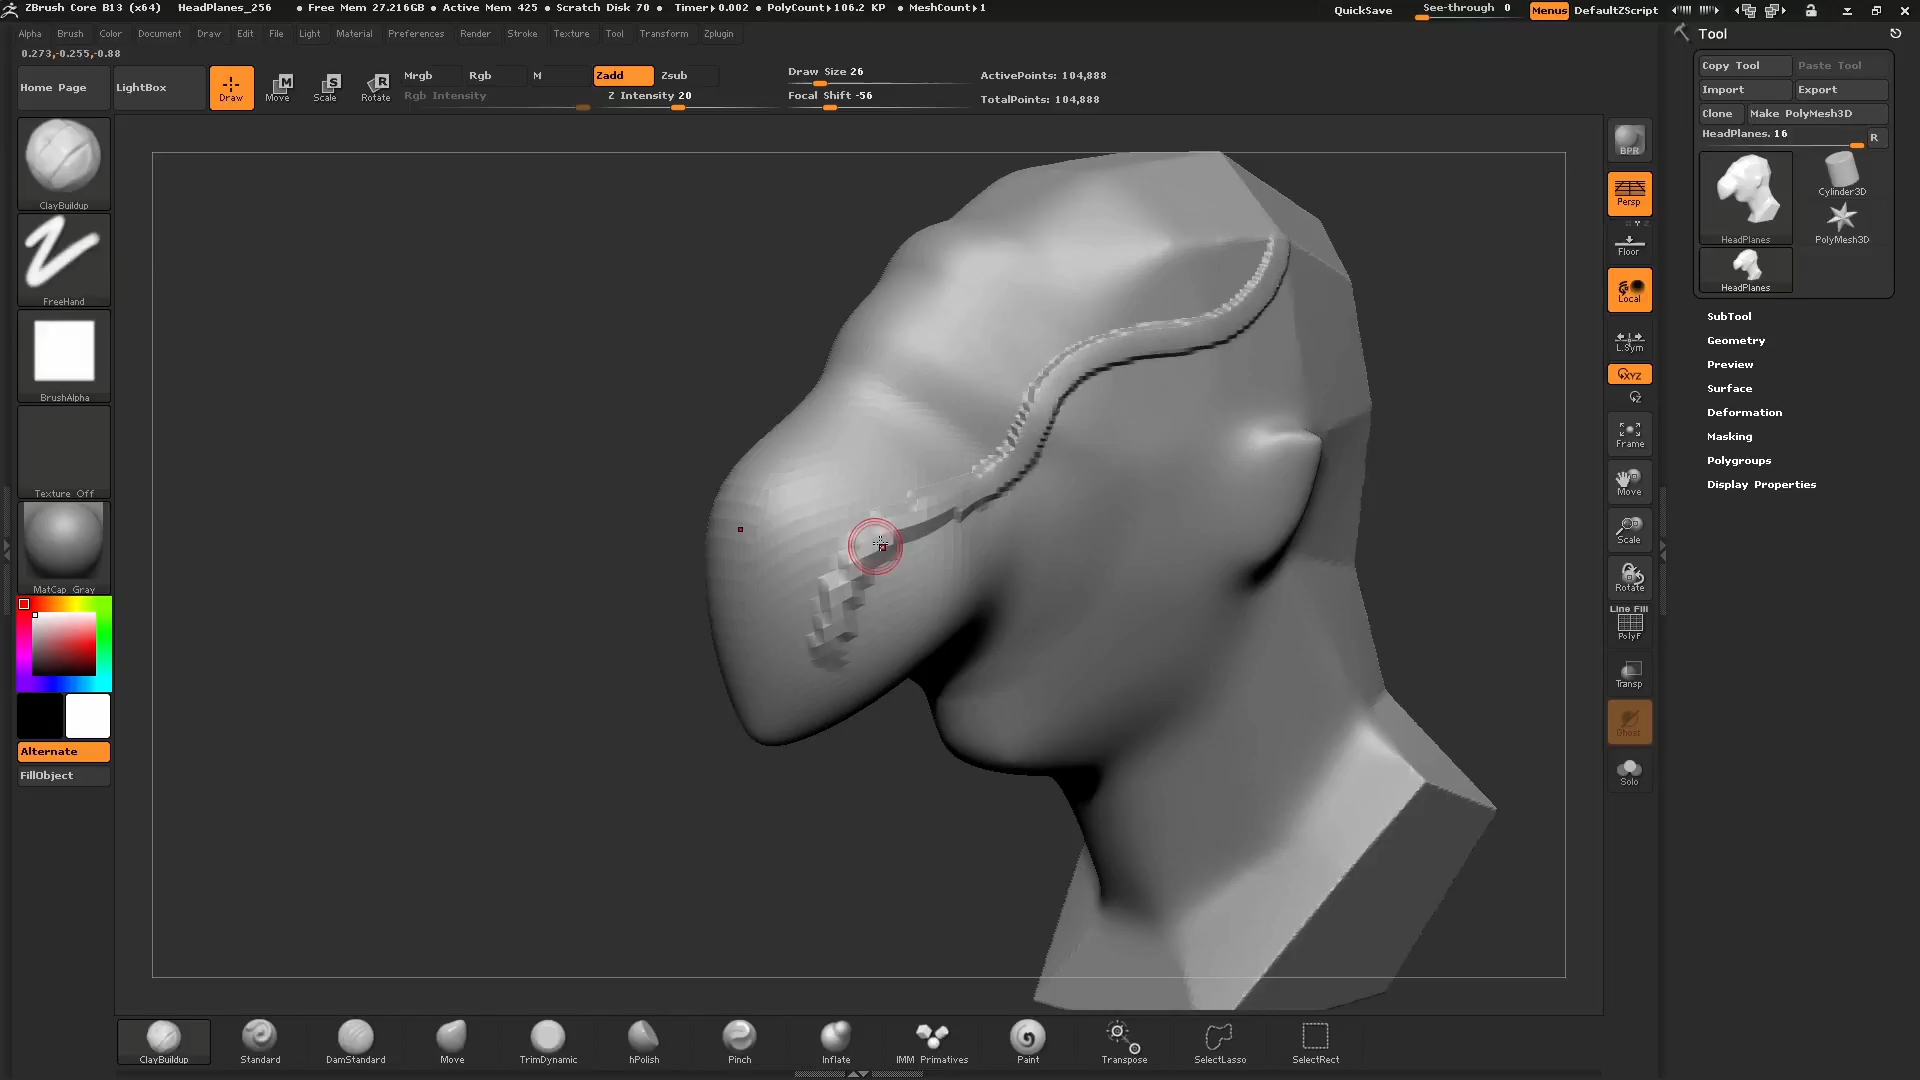 ZBrush Core B13 (x64) HeadPlanes_256 ● Free Mem 27.216GB ● Active Mem 425 ● Scratch Disk 70 ● Timer▸0.002 ● PolyCount▸106.2 KP ● MeshCount▸1 QuickSave See-through 0 Menus DefaultZScript
Alpha Brush Color Document Draw Edit File Light Material Preferences Render Stroke Texture Tool Transform Zplugin
0.273,-0.255,-0.88
Home Page LightBox Draw Move Scale Rotate
M S R
Mrgb Rgb M Zadd Zsub
Rgb Intensity Z Intensity 20
Draw Size 26
Focal Shift -56
ActivePoints: 104,888
TotalPoints: 104,888
ClayBuildup
FreeHand
BrushAlpha
Texture Off
MatCap Gray
Alternate
FillObject
BPR
Persp
Floor
Local
L.Sym
XYZ
Z
Frame
Move
Scale
Rotate
Line Fill
PolyF
Transp
Ghost
Solo
Tool
Copy Tool Paste Tool
Import Export
Clone Make PolyMesh3D
HeadPlanes. 16 R
HeadPlanes
Cylinder3D
PolyMesh3D
HeadPlanes
SubTool
Geometry
Preview
Surface
Deformation
Masking
Polygroups
Display Properties
ClayBuildup Standard DamStandard Move TrimDynamic hPolish Pinch Inflate IMM Primitives Paint Transpose SelectLasso SelectRect